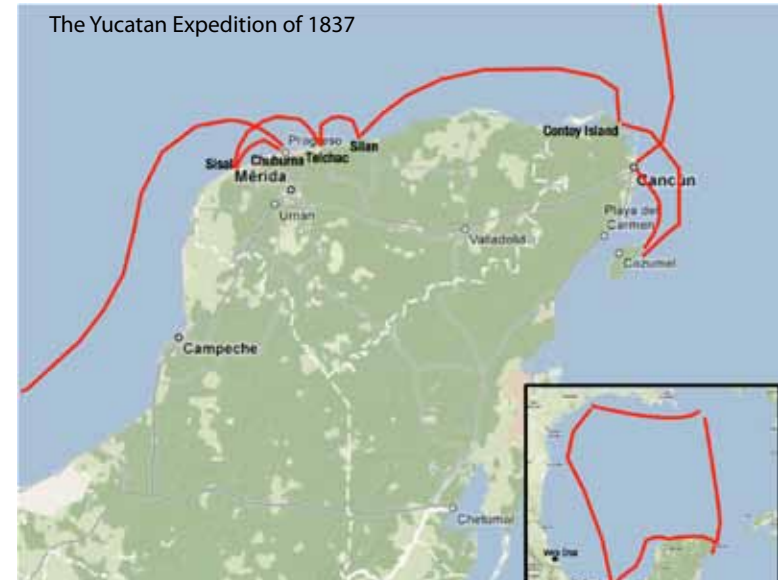 The Yucatan Expedition of 1837
Contoy Island
Progreso
Silan
Sisal
Chuburna
Telchac
Mérida
Cancún
Uman
Playa del
Carmen
Valladolid
Cozumel
Campeche
Chetumal
Vera Cruz